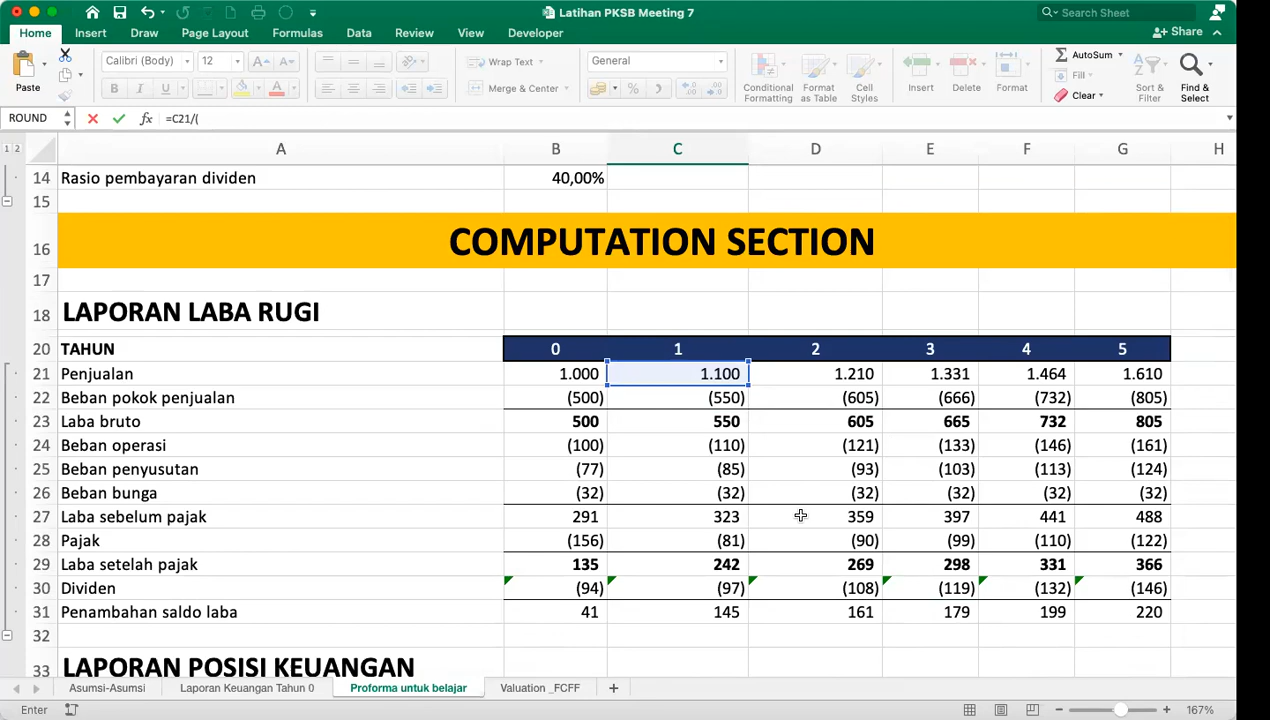 Latihan PKSB Meeting 7
Search Sheet
Home Insert Draw Page Layout Formulas Data Review View Developer
Share
Paste
Calibri (Body) 12
B I U
A A
Wrap Text
Merge & Center
General
%
Conditional Formatting
Format as Table
Cell Styles
Insert
Delete
Format
AutoSum
Fill
Clear
Sort & Filter
Find & Select
ROUND fx =C21/(
1 2 A B C D E F G H
14 Rasio pembayaran dividen 40,00%
15
16 COMPUTATION SECTION
17
18 LAPORAN LABA RUGI
20 TAHUN 0 1 2 3 4 5
21 Penjualan 1.000 1.100 1.210 1.331 1.464 1.610
22 Beban pokok penjualan (500) (550) (605) (666) (732) (805)
23 Laba bruto 500 550 605 665 732 805
24 Beban operasi (100) (110) (121) (133) (146) (161)
25 Beban penyusutan (77) (85) (93) (103) (113) (124)
26 Beban bunga (32) (32) (32) (32) (32) (32)
27 Laba sebelum pajak 291 323 359 397 441 488
28 Pajak (156) (81) (90) (99) (110) (122)
29 Laba setelah pajak 135 242 269 298 331 366
30 Dividen (94) (97) (108) (119) (132) (146)
31 Penambahan saldo laba 41 145 161 179 199 220
32
33 LAPORAN POSISI KEUANGAN
Asumsi-Asumsi Laporan Keuangan Tahun 0 Proforma untuk belajar Valuation _FCFF +
Enter
167%